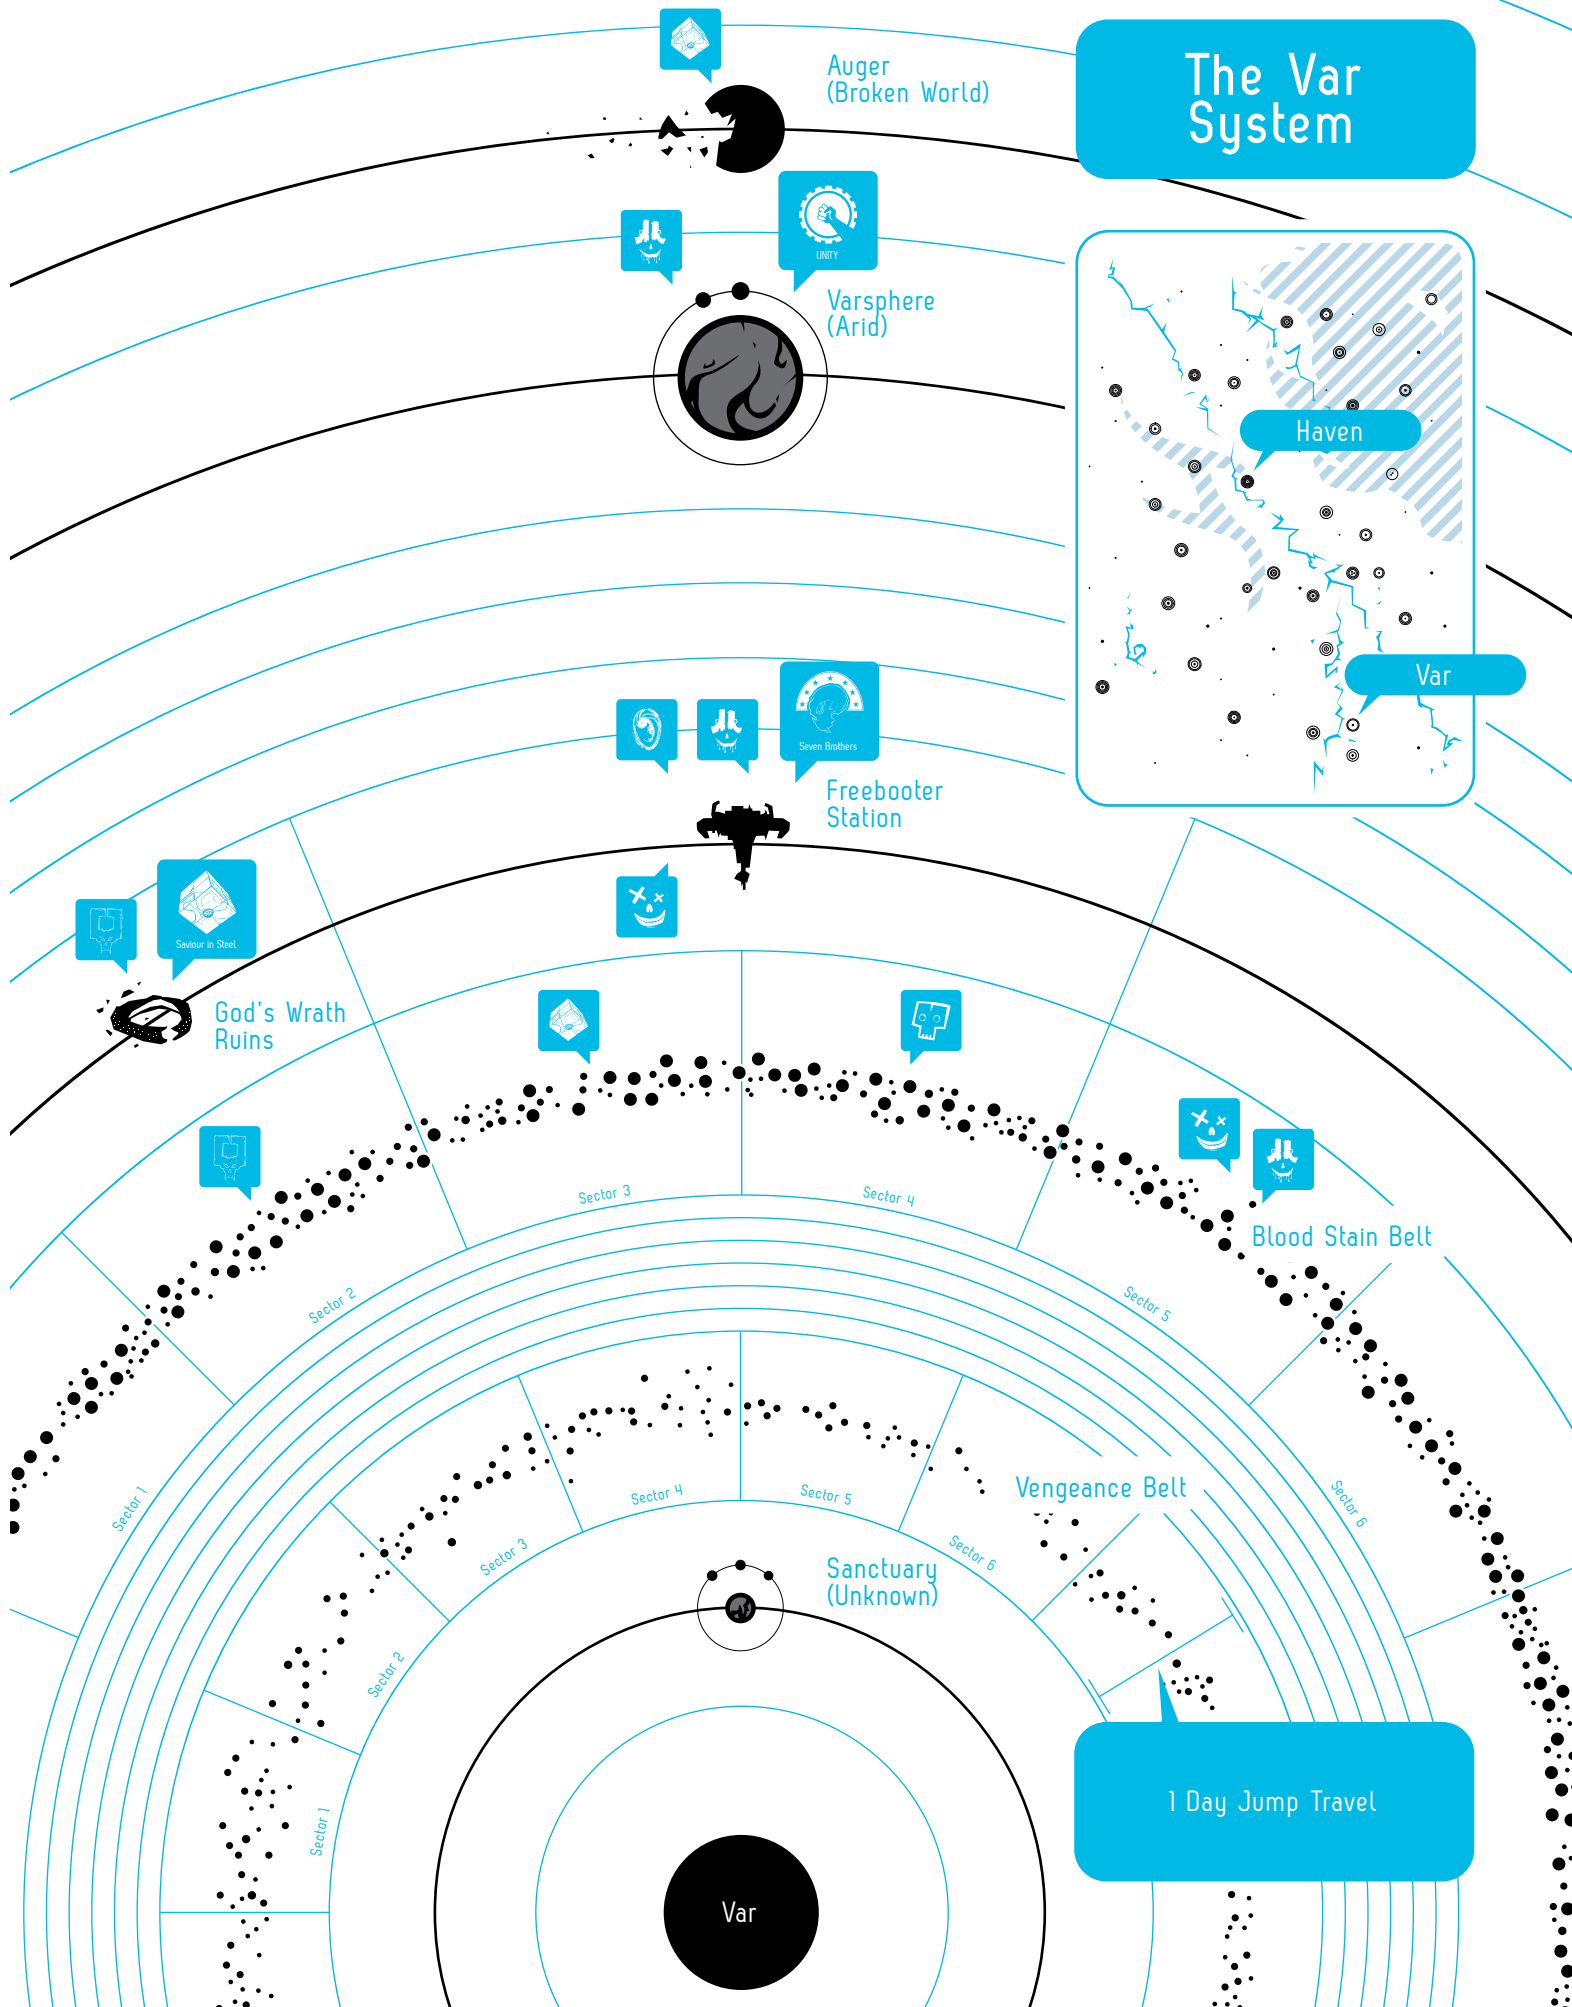 The Var
System
Auger
(Broken World)
UNITY
Varsphere
(Arid)
Haven
Var
Seven Brothers
Freebooter
Station
Saviour in Steel
God's Wrath
Ruins
Sector 3
Sector 4
Blood Stain Belt
Sector 2
Sector 5
Sector 1
Sector 6
Vengeance Belt
Sector 4
Sector 5
Sector 3
Sector 6
Sanctuary
(Unknown)
Sector 2
Sector 1
1 Day Jump Travel
Var